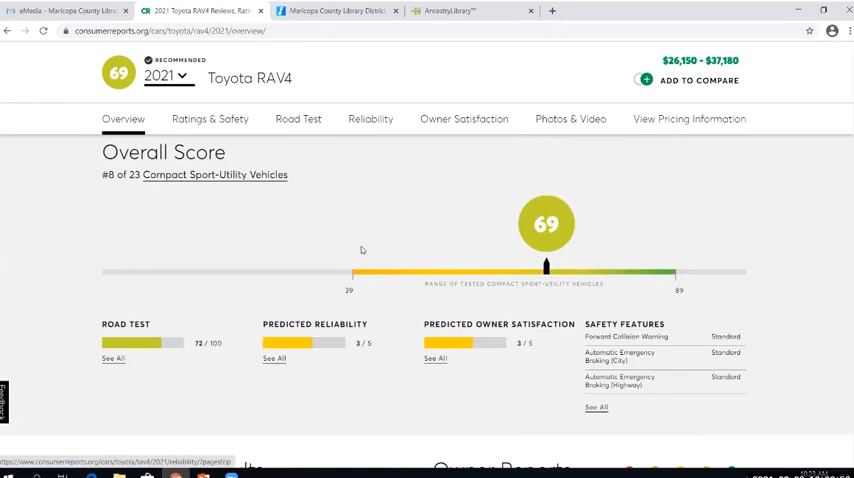 eMedia - Maricopa County Libra
CR 2021 Toyota RAV4 Reviews, Ratin
Maricopa County Library District
AncestryLibrary™
consumerreports.org/cars/toyota/rav4/2021/overview/
69
RECOMMENDED
2021
Toyota RAV4
$26,150 - $37,180
ADD TO COMPARE
Overview
Ratings & Safety
Road Test
Reliability
Owner Satisfaction
Photos & Video
View Pricing Information
Overall Score
#8 of 23 Compact Sport-Utility Vehicles
69
39
RANGE OF TESTED COMPACT SPORT-UTILITY VEHICLES
89
ROAD TEST
72 / 100
See All
PREDICTED RELIABILITY
3 / 5
See All
PREDICTED OWNER SATISFACTION
3 / 5
See All
SAFETY FEATURES
Forward Collision Warning Standard
Automatic Emergency
Braking (City)
Standard
Automatic Emergency
Braking (Highway)
Standard
See All
Feedback
https://www.consumerreports.org/cars/toyota/rav4/2021/reliability/?pagestop
Owner Reports